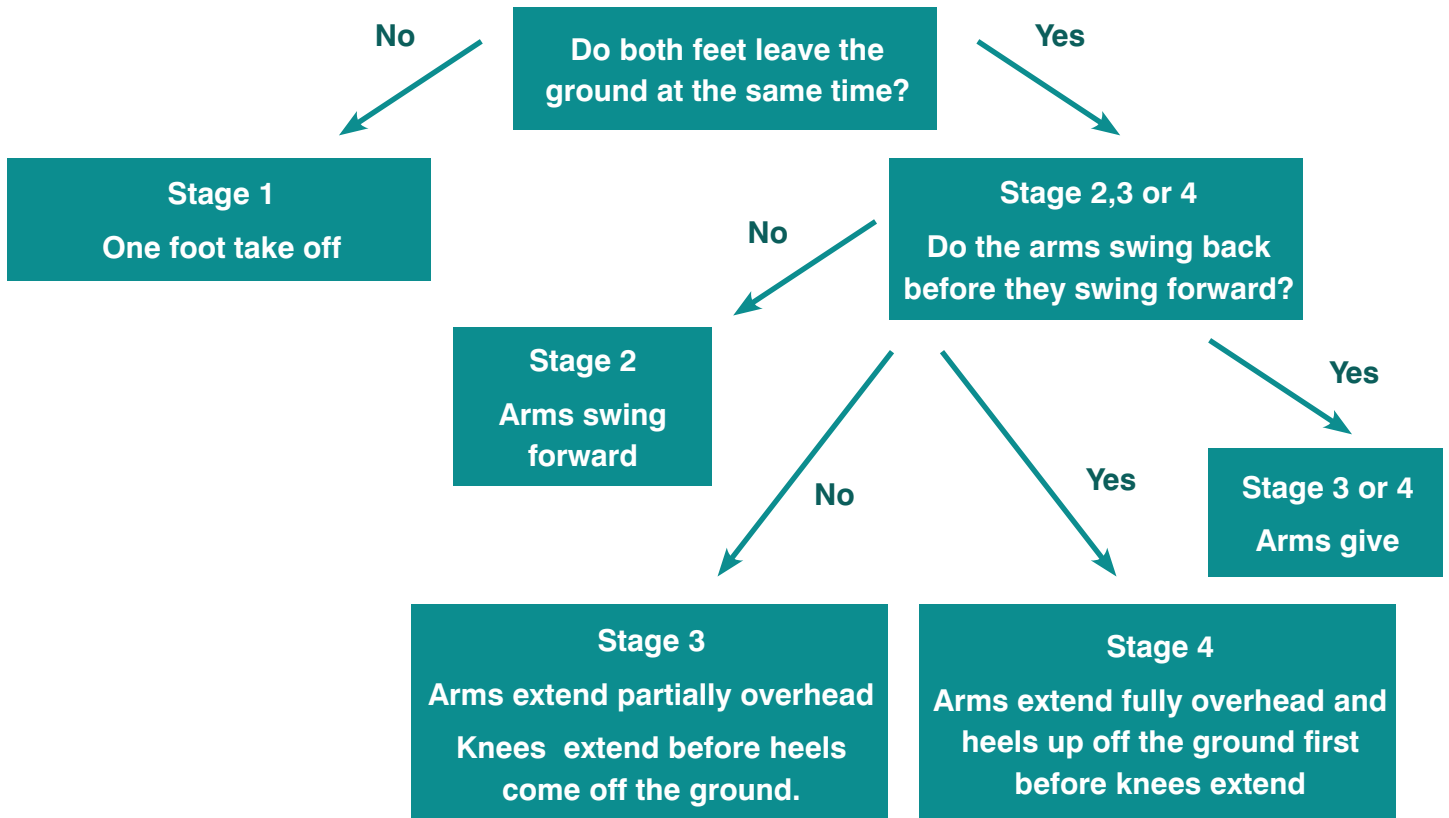 No
Do both feet leave the
ground at the same time?
Yes
Stage 1
One foot take off
Stage 2,3 or 4
Do the arms swing back
before they swing forward?
No
Stage 2
Arms swing
forward
Yes
No
Yes
Stage 3 or 4
Arms give
Stage 3
Arms extend partially overhead
Knees extend before heels
come off the ground.
Stage 4
Arms extend fully overhead and
heels up off the ground first
before knees extend